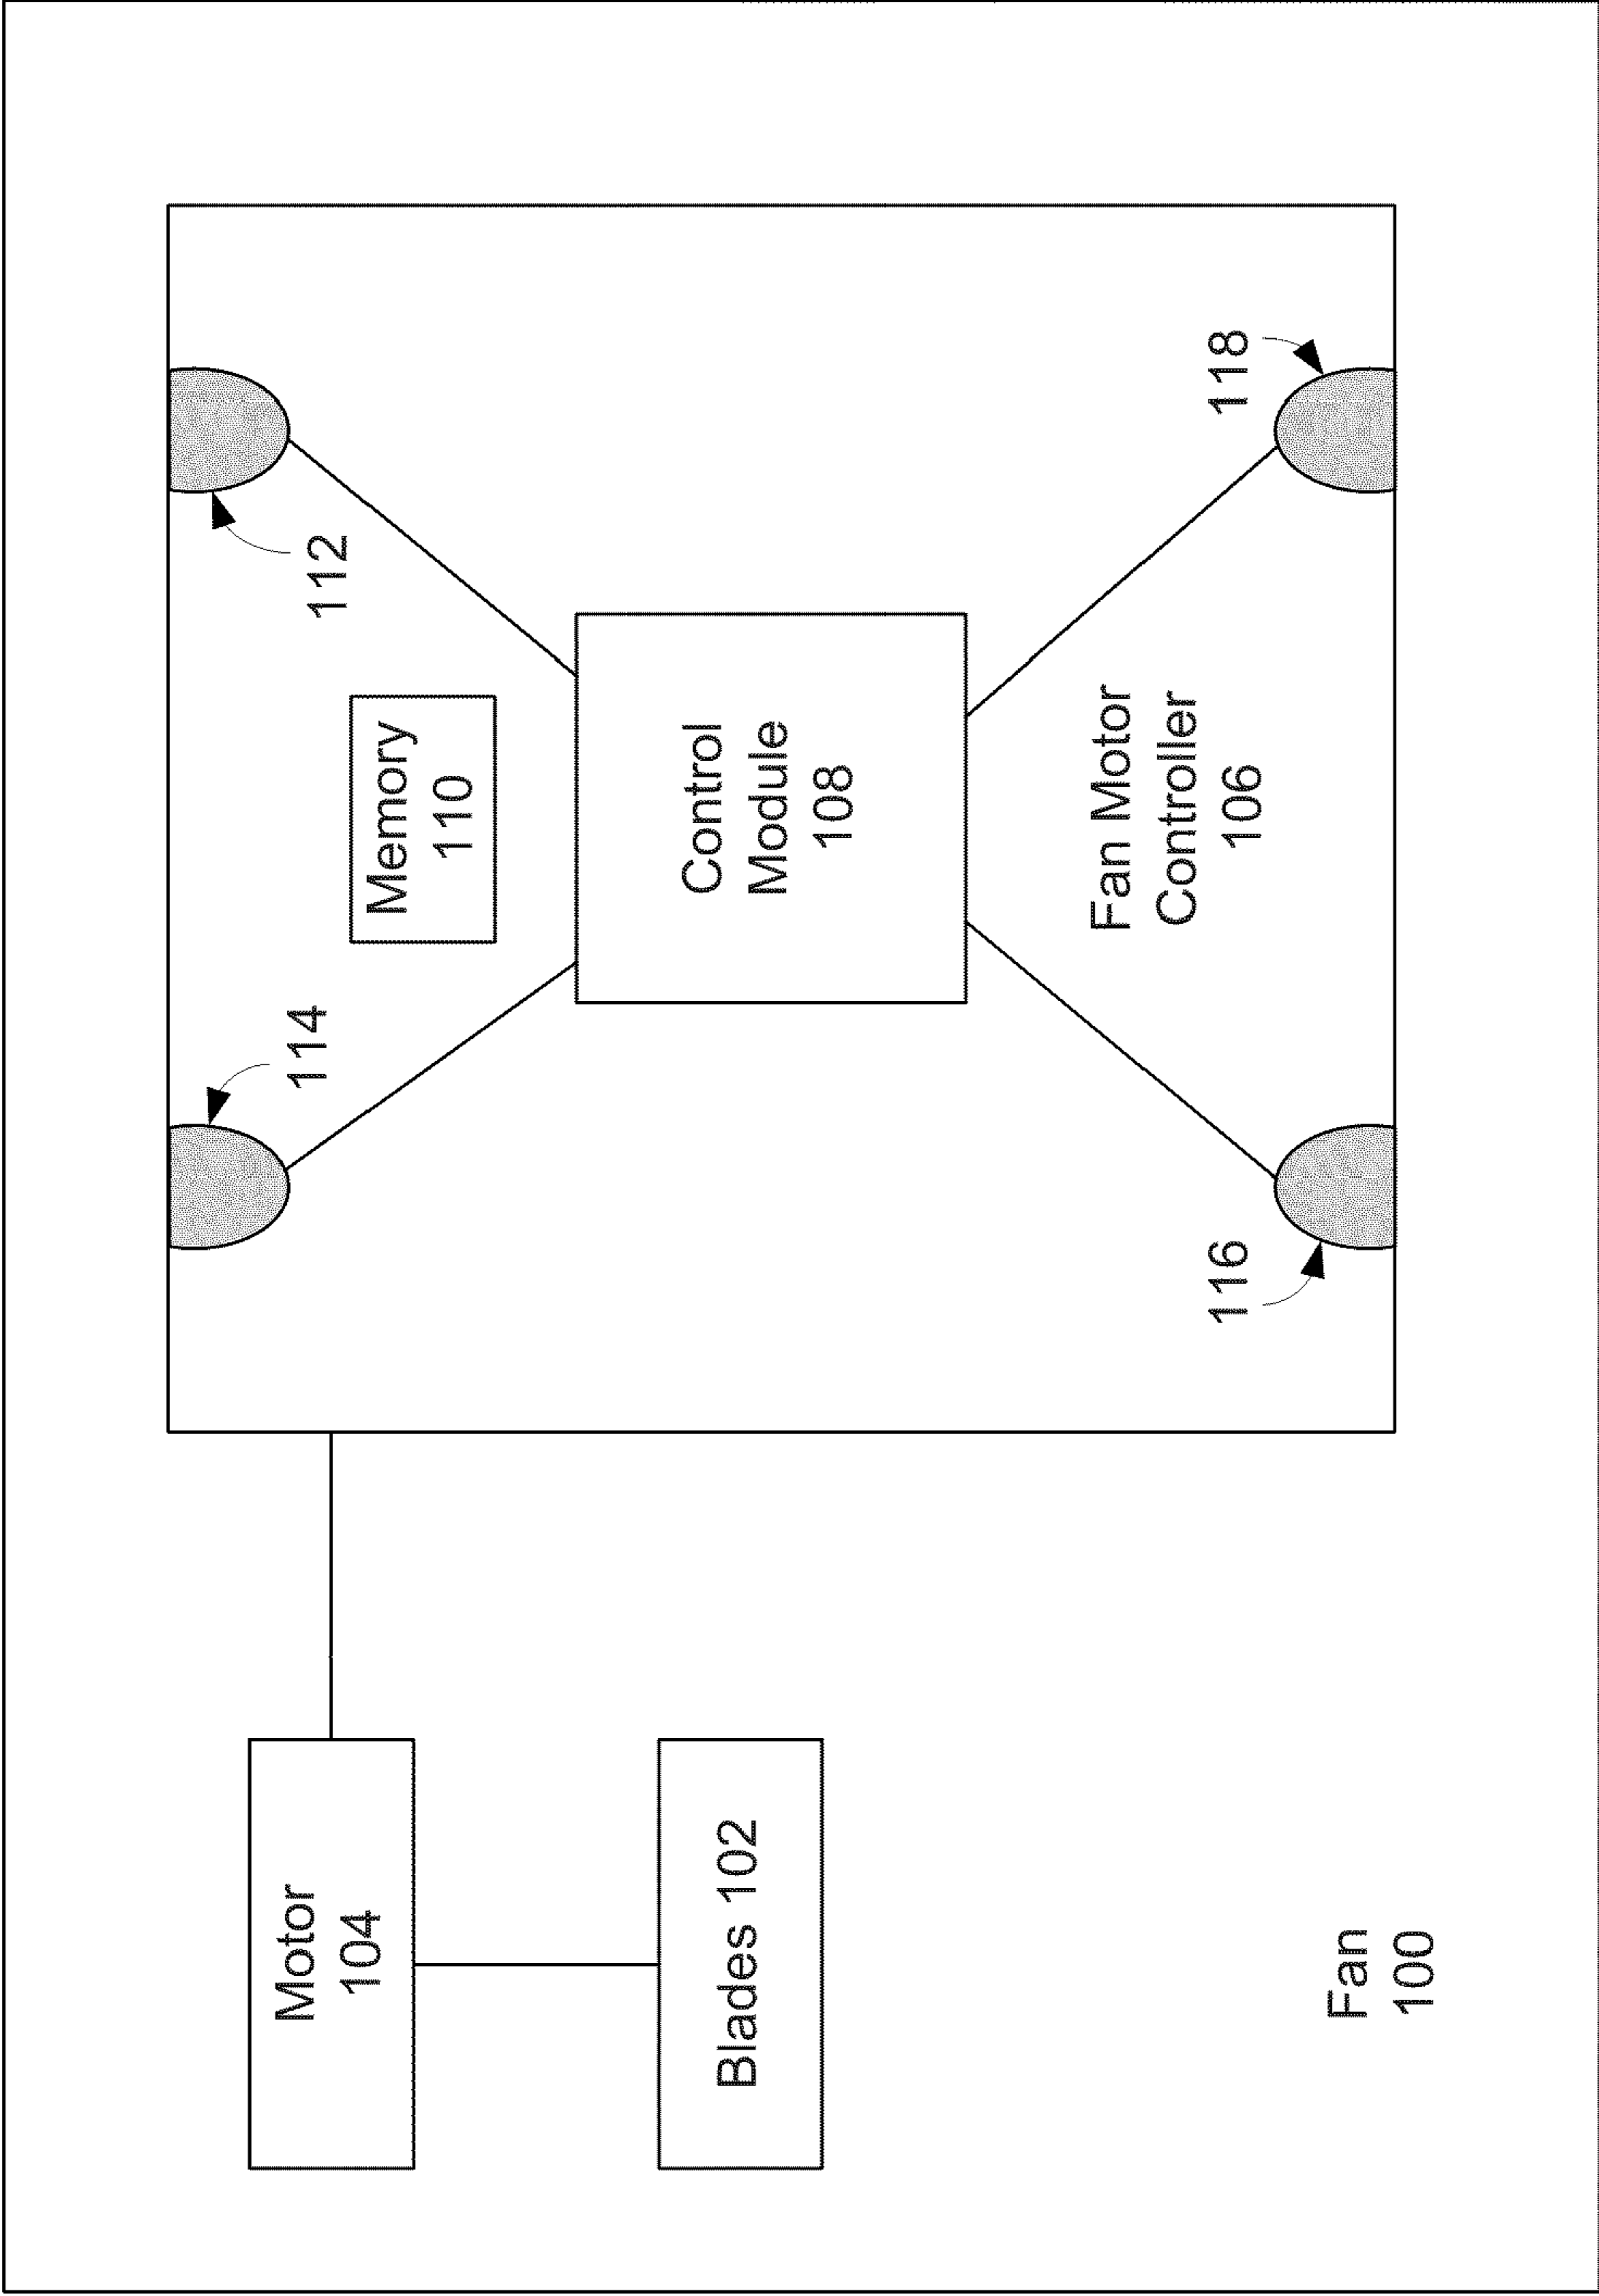 Motor
104
Blades 102
Fan
100
114
112
Memory
110
Control
Module
108
Fan Motor
Controller
106
116
118